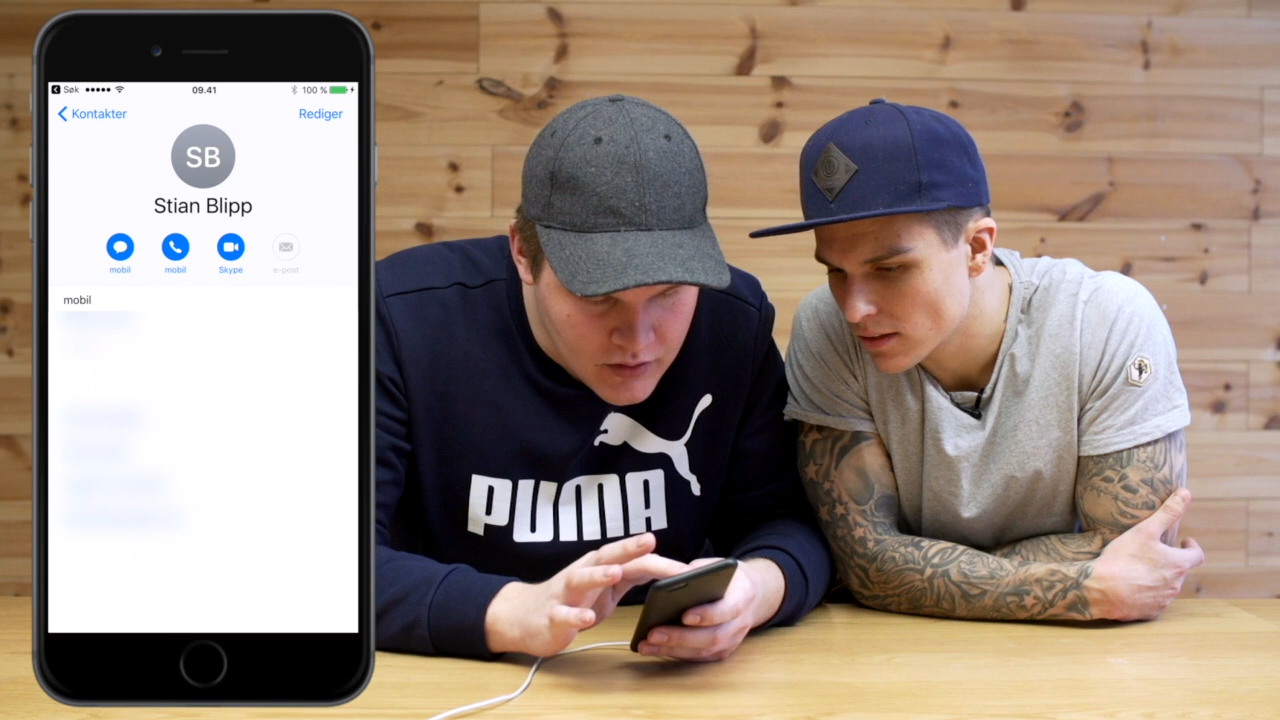 Søk
09.41
100 %
Kontakter
Rediger
SB
Stian Blipp
mobil
mobil
Skype
e-post
mobil
PUMA